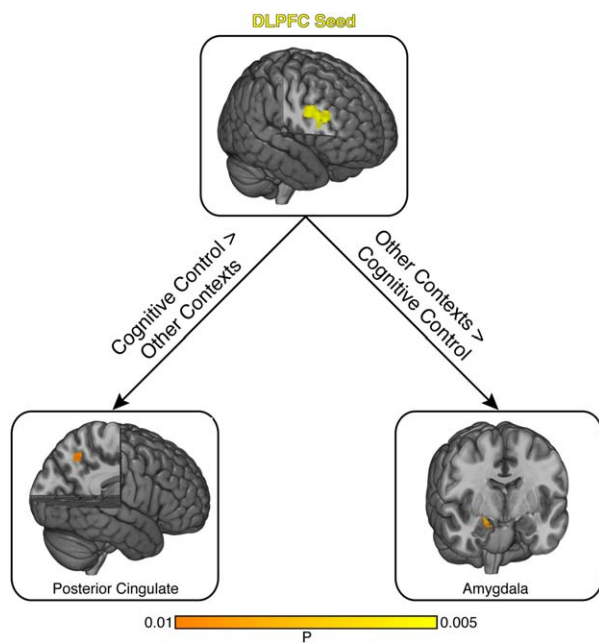 DLPFC Seed
Cognitive Control >
Other Contexts
Other Contexts >
Cognitive Control
Posterior Cingulate
Amygdala
0.01
0.005
P